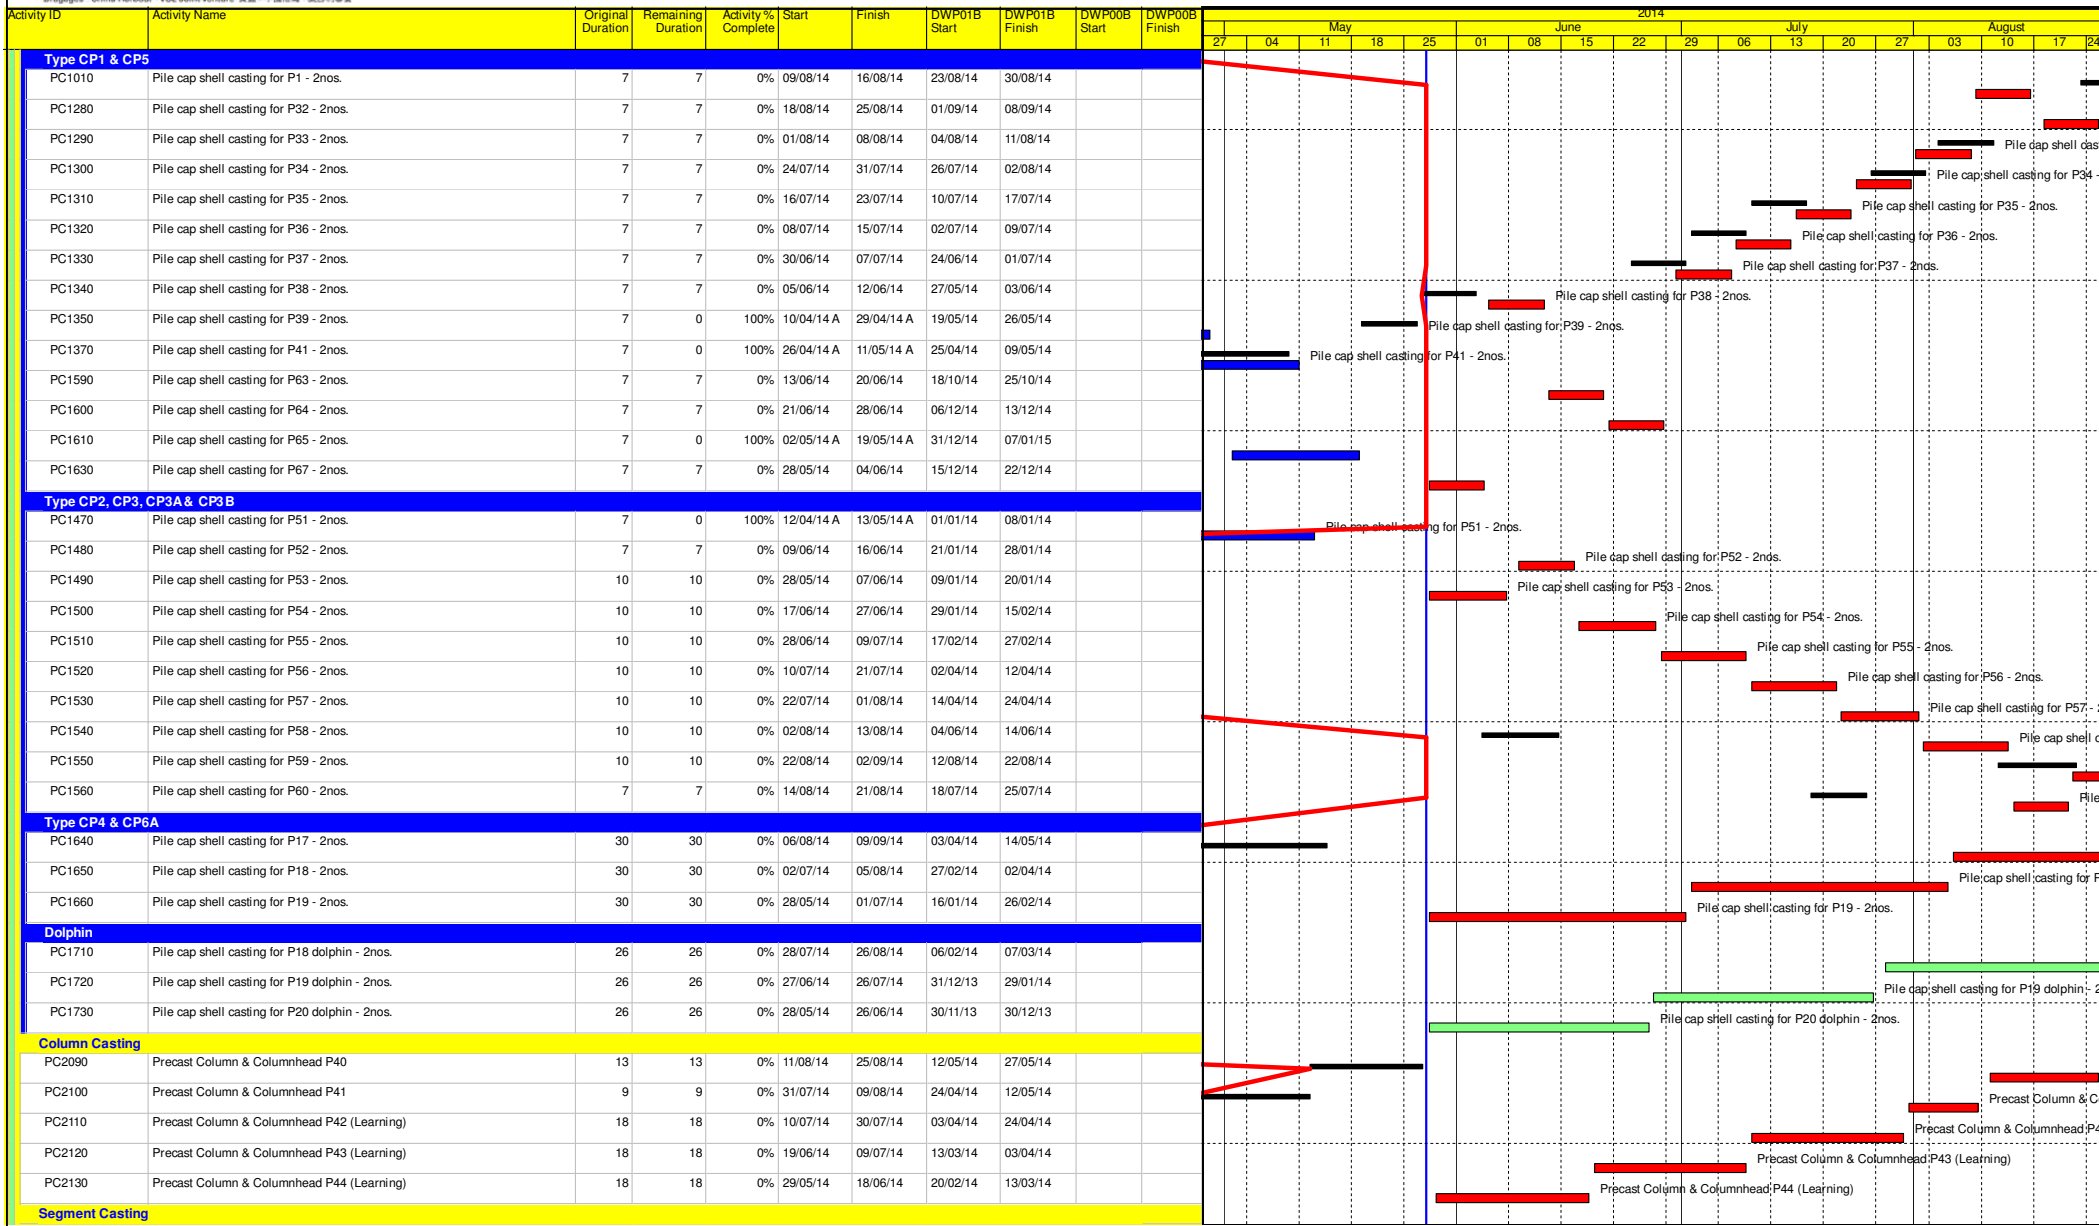 Activity ID Activity Name Original Duration Remaining Duration Activity % Complete Start Finish DWP01B Start DWP01B Finish DWP00B Start DWP00B Finish
2014
May June July August
27 04 11 18 25 01 08 15 22 29 06 13 20 27 03 10 17 24
Type CP1 & CP5
PC1010 Pile cap shell casting for P1 - 2nos. 7 7 0% 09/08/14 16/08/14 23/08/14 30/08/14
PC1280 Pile cap shell casting for P32 - 2nos. 7 7 0% 18/08/14 25/08/14 01/09/14 08/09/14
PC1290 Pile cap shell casting for P33 - 2nos. 7 7 0% 01/08/14 08/08/14 04/08/14 11/08/14 Pile cap shell cas
PC1300 Pile cap shell casting for P34 - 2nos. 7 7 0% 24/07/14 31/07/14 26/07/14 02/08/14 Pile cap shell casting for P34 -
PC1310 Pile cap shell casting for P35 - 2nos. 7 7 0% 16/07/14 23/07/14 10/07/14 17/07/14 Pile cap shell casting for P35 - 2nos.
PC1320 Pile cap shell casting for P36 - 2nos. 7 7 0% 08/07/14 15/07/14 02/07/14 09/07/14 Pile cap shell casting for P36 - 2nos.
PC1330 Pile cap shell casting for P37 - 2nos. 7 7 0% 30/06/14 07/07/14 24/06/14 01/07/14 Pile cap shell casting for P37 - 2nos.
PC1340 Pile cap shell casting for P38 - 2nos. 7 7 0% 05/06/14 12/06/14 27/05/14 03/06/14 Pile cap shell casting for P38 - 2nos.
PC1350 Pile cap shell casting for P39 - 2nos. 7 0 100% 10/04/14 A 29/04/14 A 19/05/14 26/05/14 Pile cap shell casting for P39 - 2nos.
PC1370 Pile cap shell casting for P41 - 2nos. 7 0 100% 26/04/14 A 11/05/14 A 25/04/14 09/05/14 Pile cap shell casting for P41 - 2nos.
PC1590 Pile cap shell casting for P63 - 2nos. 7 7 0% 13/06/14 20/06/14 18/10/14 25/10/14
PC1600 Pile cap shell casting for P64 - 2nos. 7 7 0% 21/06/14 28/06/14 06/12/14 13/12/14
PC1610 Pile cap shell casting for P65 - 2nos. 7 0 100% 02/05/14 A 19/05/14 A 31/12/14 07/01/15
PC1630 Pile cap shell casting for P67 - 2nos. 7 7 0% 28/05/14 04/06/14 15/12/14 22/12/14
Type CP2, CP3, CP3A & CP3B
PC1470 Pile cap shell casting for P51 - 2nos. 7 0 100% 12/04/14 A 13/05/14 A 01/01/14 08/01/14 Pile cap shell casting for P51 - 2nos.
PC1480 Pile cap shell casting for P52 - 2nos. 7 7 0% 09/06/14 16/06/14 21/01/14 28/01/14 Pile cap shell casting for P52 - 2nos.
PC1490 Pile cap shell casting for P53 - 2nos. 10 10 0% 28/05/14 07/06/14 09/01/14 20/01/14 Pile cap shell casting for P53 - 2nos.
PC1500 Pile cap shell casting for P54 - 2nos. 10 10 0% 17/06/14 27/06/14 29/01/14 15/02/14 Pile cap shell casting for P54 - 2nos.
PC1510 Pile cap shell casting for P55 - 2nos. 10 10 0% 28/06/14 09/07/14 17/02/14 27/02/14 Pile cap shell casting for P55 - 2nos.
PC1520 Pile cap shell casting for P56 - 2nos. 10 10 0% 10/07/14 21/07/14 02/04/14 12/04/14 Pile cap shell casting for P56 - 2nos.
PC1530 Pile cap shell casting for P57 - 2nos. 10 10 0% 22/07/14 01/08/14 14/04/14 24/04/14 Pile cap shell casting for P57 -
PC1540 Pile cap shell casting for P58 - 2nos. 10 10 0% 02/08/14 13/08/14 04/06/14 14/06/14 Pile cap shell
PC1550 Pile cap shell casting for P59 - 2nos. 10 10 0% 22/08/14 02/09/14 12/08/14 22/08/14
PC1560 Pile cap shell casting for P60 - 2nos. 7 7 0% 14/08/14 21/08/14 18/07/14 25/07/14 Pile
Type CP4 & CP6A
PC1640 Pile cap shell casting for P17 - 2nos. 30 30 0% 06/08/14 09/09/14 03/04/14 14/05/14
PC1650 Pile cap shell casting for P18 - 2nos. 30 30 0% 02/07/14 05/08/14 27/02/14 02/04/14 Pile cap shell casting for P
PC1660 Pile cap shell casting for P19 - 2nos. 30 30 0% 28/05/14 01/07/14 16/01/14 26/02/14 Pile cap shell casting for P19 - 2nos.
Dolphin
PC1710 Pile cap shell casting for P18 dolphin - 2nos. 26 26 0% 28/07/14 26/08/14 06/02/14 07/03/14
PC1720 Pile cap shell casting for P19 dolphin - 2nos. 26 26 0% 27/06/14 26/07/14 31/12/13 29/01/14 Pile cap shell casting for P19 dolphin - 2
PC1730 Pile cap shell casting for P20 dolphin - 2nos. 26 26 0% 28/05/14 26/06/14 30/11/13 30/12/13 Pile cap shell casting for P20 dolphin - 2nos.
Column Casting
PC2090 Precast Column & Columnhead P40 13 13 0% 11/08/14 25/08/14 12/05/14 27/05/14
PC2100 Precast Column & Columnhead P41 9 9 0% 31/07/14 09/08/14 24/04/14 12/05/14 Precast Column & C
PC2110 Precast Column & Columnhead P42 (Learning) 18 18 0% 10/07/14 30/07/14 03/04/14 24/04/14 Precast Column & Columnhead P4
PC2120 Precast Column & Columnhead P43 (Learning) 18 18 0% 19/06/14 09/07/14 13/03/14 03/04/14 Precast Column & Columnhead P43 (Learning)
PC2130 Precast Column & Columnhead P44 (Learning) 18 18 0% 29/05/14 18/06/14 20/02/14 13/03/14 Precast Column & Columnhead P44 (Learning)
Segment Casting